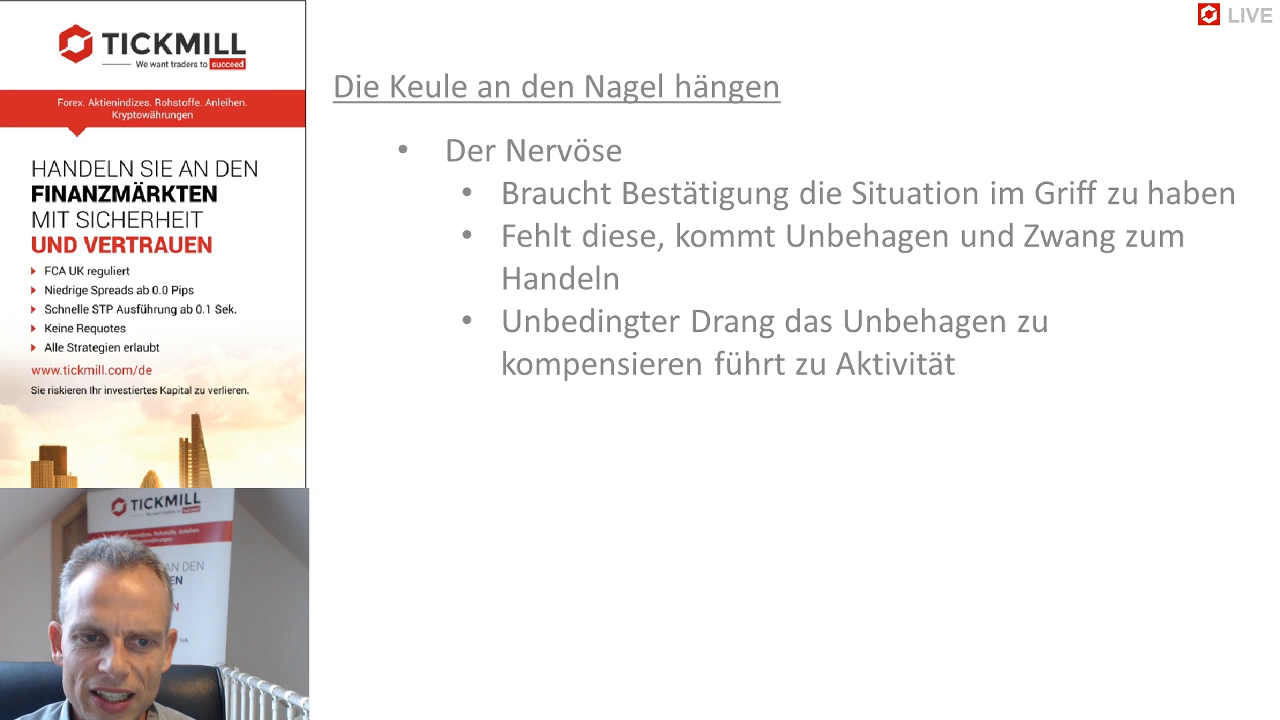 TICKMILL
We want traders to succeed
Forex. Aktienindizes. Rohstoffe. Anleihen.
Kryptowährungen
HANDELN SIE AN DEN
FINANZMÄRKTEN
MIT SICHERHEIT
UND VERTRAUEN
FCA UK reguliert
Niedrige Spreads ab 0.0 Pips
Schnelle STP Ausführung ab 0.1 Sek.
Keine Requotes
Alle Strategien erlaubt
www.tickmill.com/de
Sie riskieren Ihr investiertes Kapital zu verlieren.
LIVE
Die Keule an den Nagel hängen
• Der Nervöse
• Braucht Bestätigung die Situation im Griff zu haben
• Fehlt diese, kommt Unbehagen und Zwang zum
Handeln
• Unbedingter Drang das Unbehagen zu
kompensieren führt zu Aktivität
TICKMILL
AN DEN
EN
N
Sek